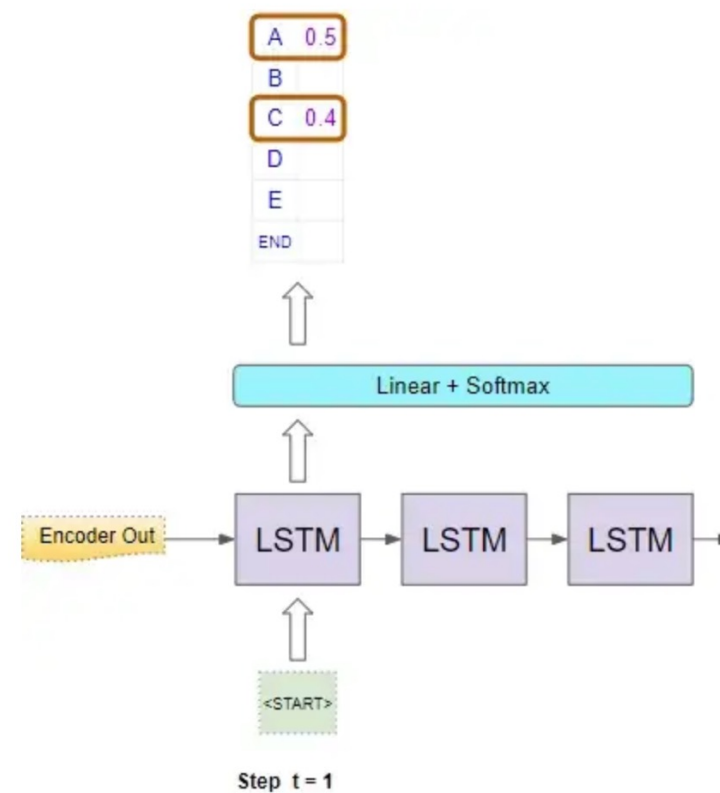 A 0.5
B
C 0.4
D
E
END
Linear + Softmax
Encoder Out
LSTM
LSTM
LSTM
<START>
Step t = 1